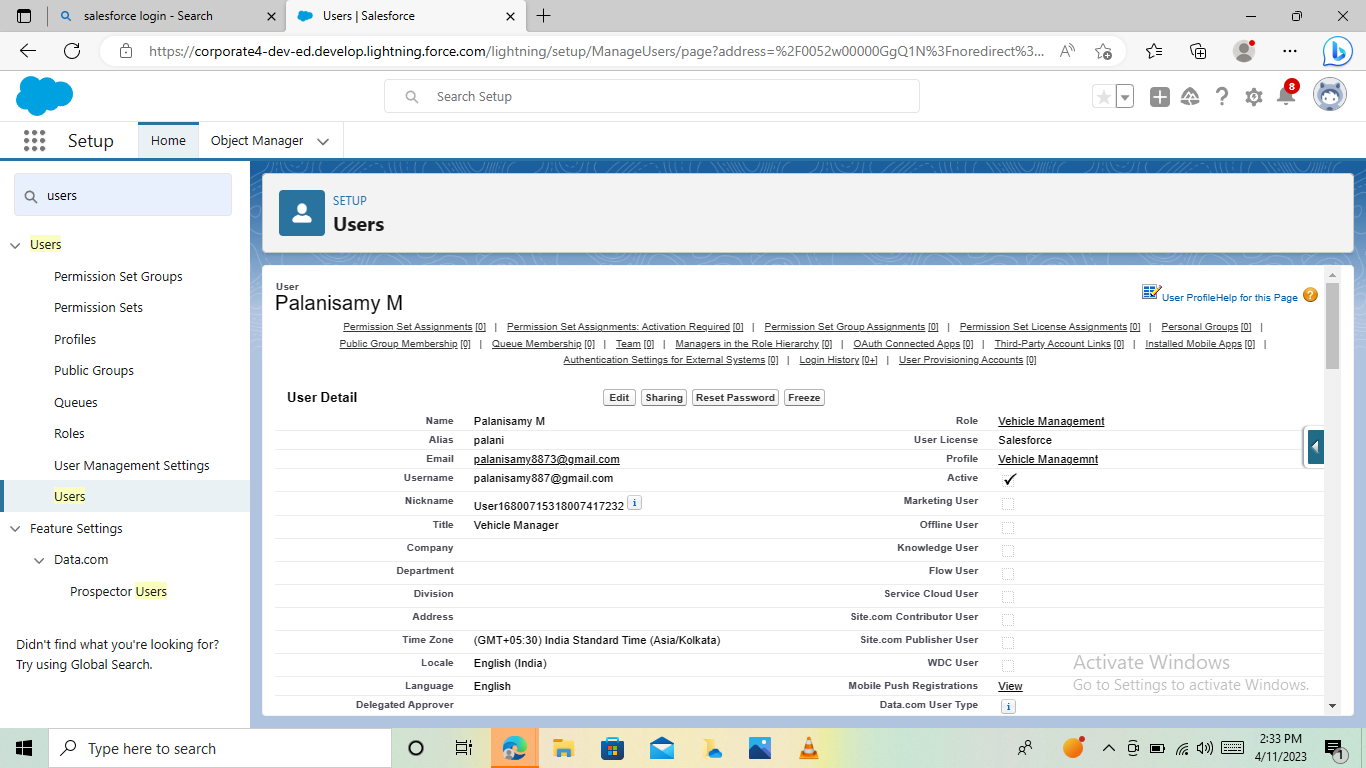 salesforce login - Search
Users | Salesforce
https://corporate4-dev-ed.develop.lightning.force.com/lightning/setup/ManageUsers/page?address=%2F0052w00000GgQ1N%3Fnoredirect%3...
Search Setup
8
Setup
Home
Object Manager
users
Users
Permission Set Groups
Permission Sets
Profiles
Public Groups
Queues
Roles
User Management Settings
Users
Feature Settings
Data.com
Prospector Users
Didn't find what you're looking for?
Try using Global Search.
SETUP
Users
User
Palanisamy M
User ProfileHelp for this Page
Permission Set Assignments [0] | Permission Set Assignments: Activation Required [0] | Permission Set Group Assignments [0] | Permission Set License Assignments [0] | Personal Groups [0] |
Public Group Membership [0] | Queue Membership [0] | Team [0] | Managers in the Role Hierarchy [0] | OAuth Connected Apps [0] | Third-Party Account Links [0] | Installed Mobile Apps [0] |
Authentication Settings for External Systems [0] | Login History [0+] | User Provisioning Accounts [0]
User Detail
Edit Sharing Reset Password Freeze
Name Palanisamy M Role Vehicle Management
Alias palani User License Salesforce
Email palanisamy8873@gmail.com Profile Vehicle Managemnt
Username palanisamy887@gmail.com Active
Nickname User16800715318007417232 i Marketing User
Title Vehicle Manager Offline User
Company Knowledge User
Department Flow User
Division Service Cloud User
Address Site.com Contributor User
Time Zone (GMT+05:30) India Standard Time (Asia/Kolkata) Site.com Publisher User
Locale English (India) WDC User
Language English Mobile Push Registrations View
Delegated Approver Data.com User Type i
Activate Windows
Go to Settings to activate Windows.
Type here to search
2:33 PM
4/11/2023
1